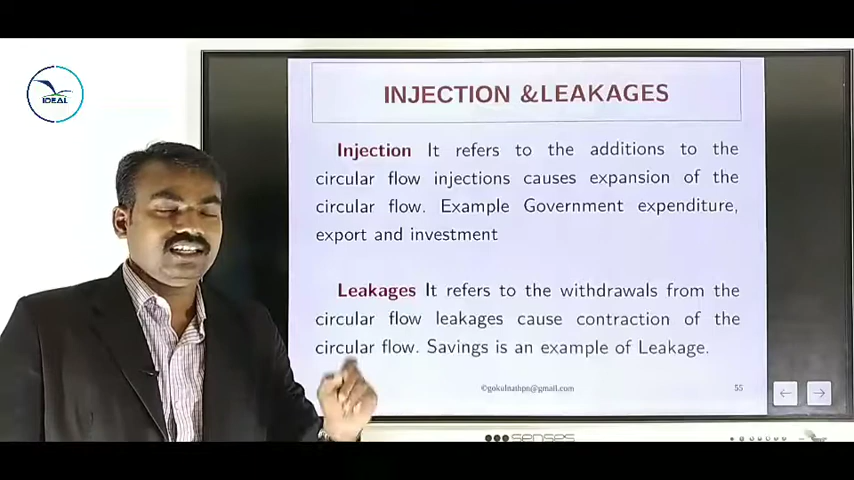 IDEAL
INJECTION &LEAKAGES
Injection It refers to the additions to the
circular flow injections causes expansion of the
circular flow. Example Government expenditure,
export and investment
Leakages It refers to the withdrawals from the
circular flow leakages cause contraction of the
circular flow. Savings is an example of Leakage.
©gokulnathpn@gmail.com
55
senses